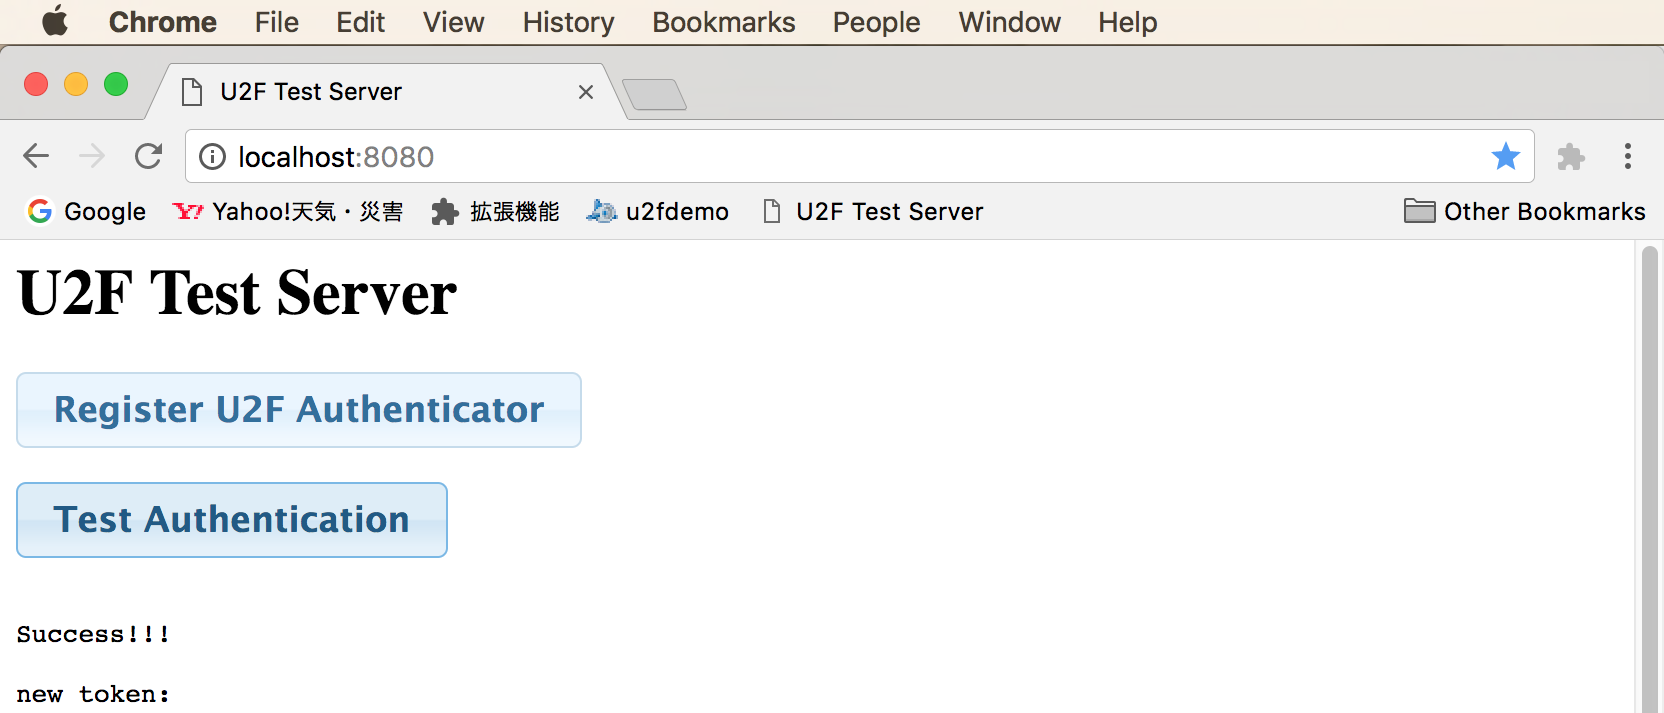 Chrome File Edit View History Bookmarks People Window Help
U2F Test Server
localhost:8080
Google Yahoo!天気・災害 拡張機能 u2fdemo U2F Test Server Other Bookmarks
U2F Test Server
Register U2F Authenticator
Test Authentication
Success!!!
new token: